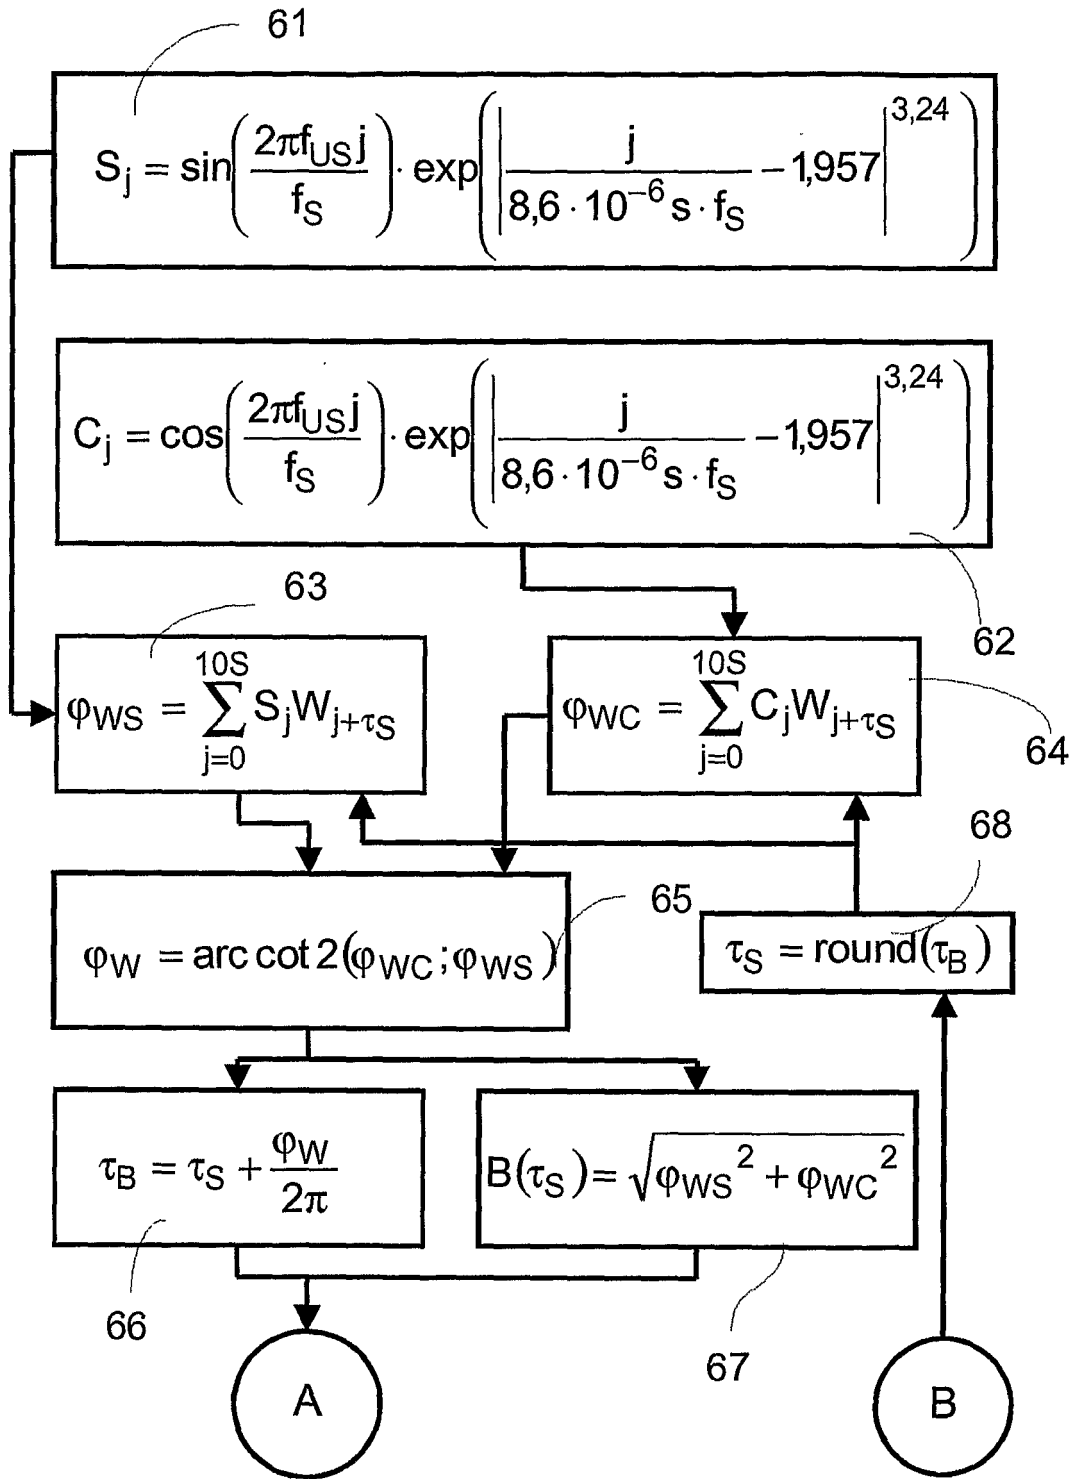 61
S_j = sin(2πf_US j / f_S) · exp(|j / (8,6 · 10^−6 s · f_S) − 1,957|^3,24)
C_j = cos(2πf_US j / f_S) · exp(|j / (8,6 · 10^−6 s · f_S) − 1,957|^3,24)
62
63
φ_WS = ∑_{j=0}^{10S} S_j W_{j+τ_S}
φ_WC = ∑_{j=0}^{10S} C_j W_{j+τ_S}
64
68
65
φ_W = arc cot 2(φ_WC ; φ_WS)
τ_S = round(τ_B)
τ_B = τ_S + φ_W / 2π
B(τ_S) = √(φ_WS² + φ_WC²)
66
67
A
B